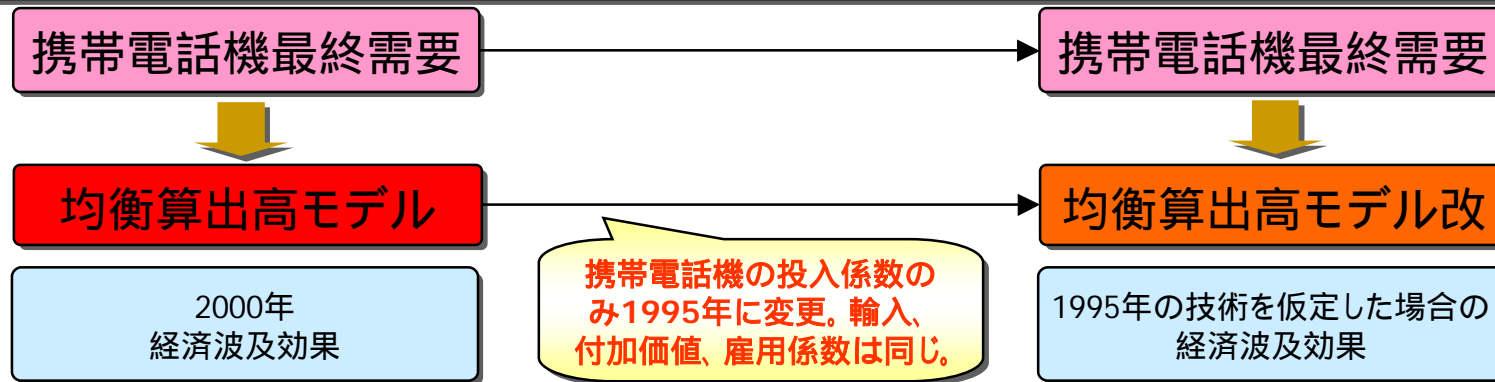 携帯電話機最終需要
携帯電話機最終需要
均衡算出高モデル
均衡算出高モデル改
携帯電話機の投入係数の
み1995年に変更。輸入、
付加価値、雇用係数は同じ。
2000年
経済波及効果
1995年の技術を仮定した場合の
経済波及効果